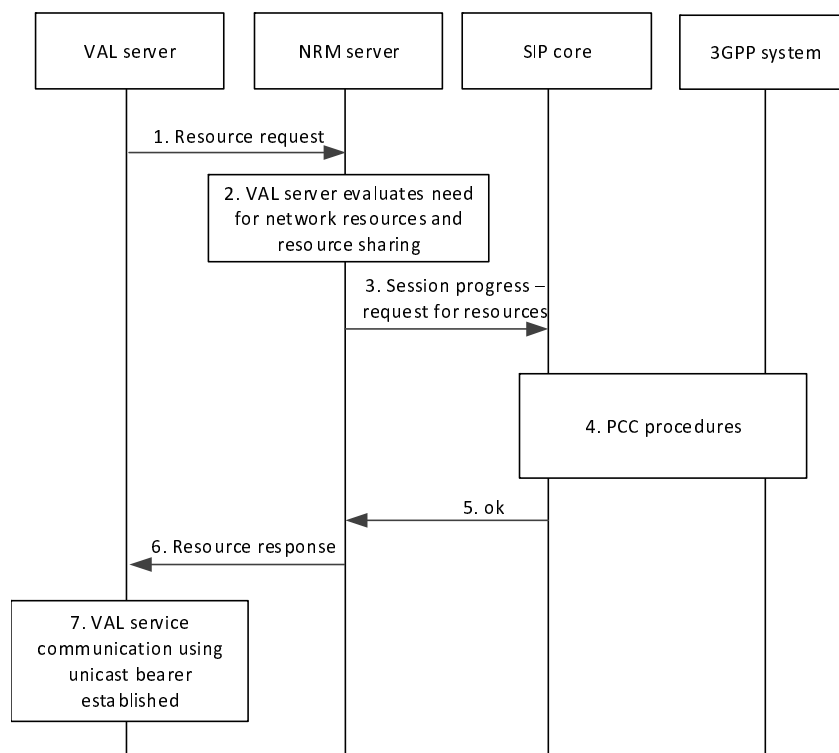 VAL server
NRM server
SIP core
3GPP system
1. Resource request
2. VAL server evaluates need
for network resources and
resource sharing
3. Session progress –
request for resources
4. PCC procedures
5. ok
6. Resource response
7. VAL service
communication using
unicast bearer
established